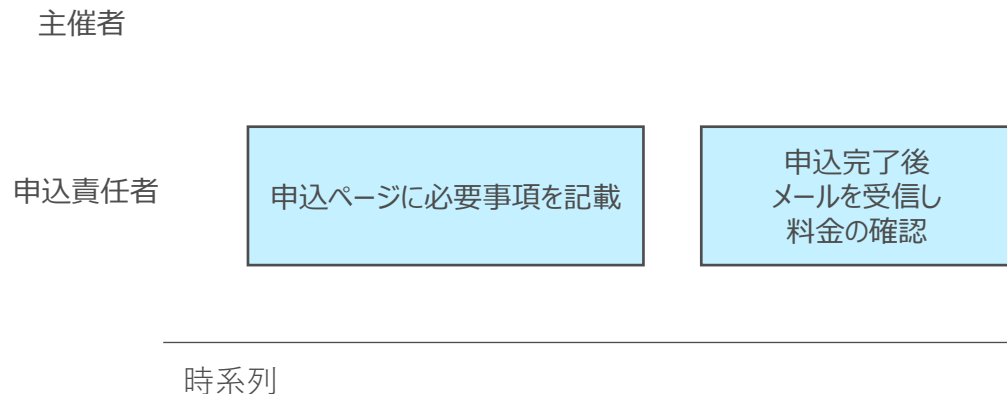 主催者
申込責任者
申込ページに必要事項を記載
申込完了後
メールを受信し
料金の確認
時系列